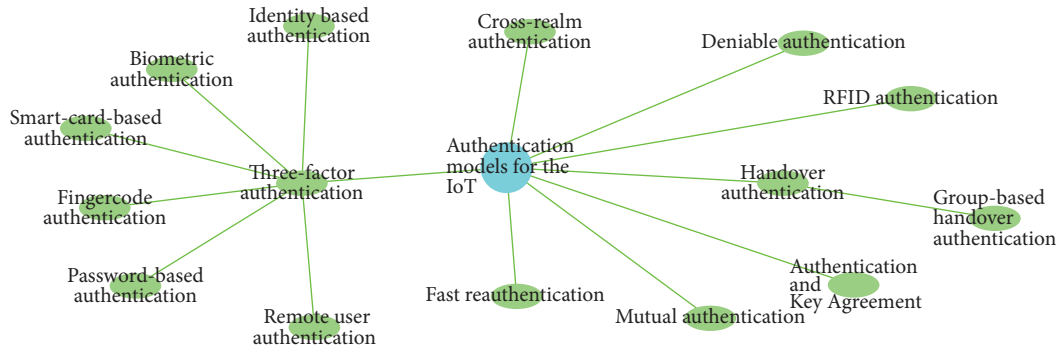 Identity based
authentication
Cross-realm
authentication
Deniable authentication
Biometric
authentication
RFID authentication
Smart-card-based
authentication
Authentication
models for the
IoT
Three-factor
authentication
Handover
authentication
Fingercode
authentication
Group-based
handover
authentication
Password-based
authentication
Authentication
and
Key Agreement
Fast reauthentication
Mutual authentication
Remote user
authentication